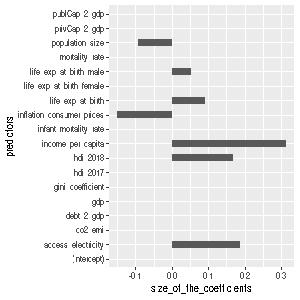 publCap 2 gdp
privCap 2 gdp
population size
mortality rate
life exp at birth male
life exp at birth female
life exp at birth
inflation consumer prices
infant mortality rate
income per capita
hdi 2018
hdi 2017
gini coefficient
gdp
debt 2 gdp
co2 emi
access electricity
(Intercept)
predictors
-0.1 0.0 0.1 0.2 0.3
size_of_the_coefficients